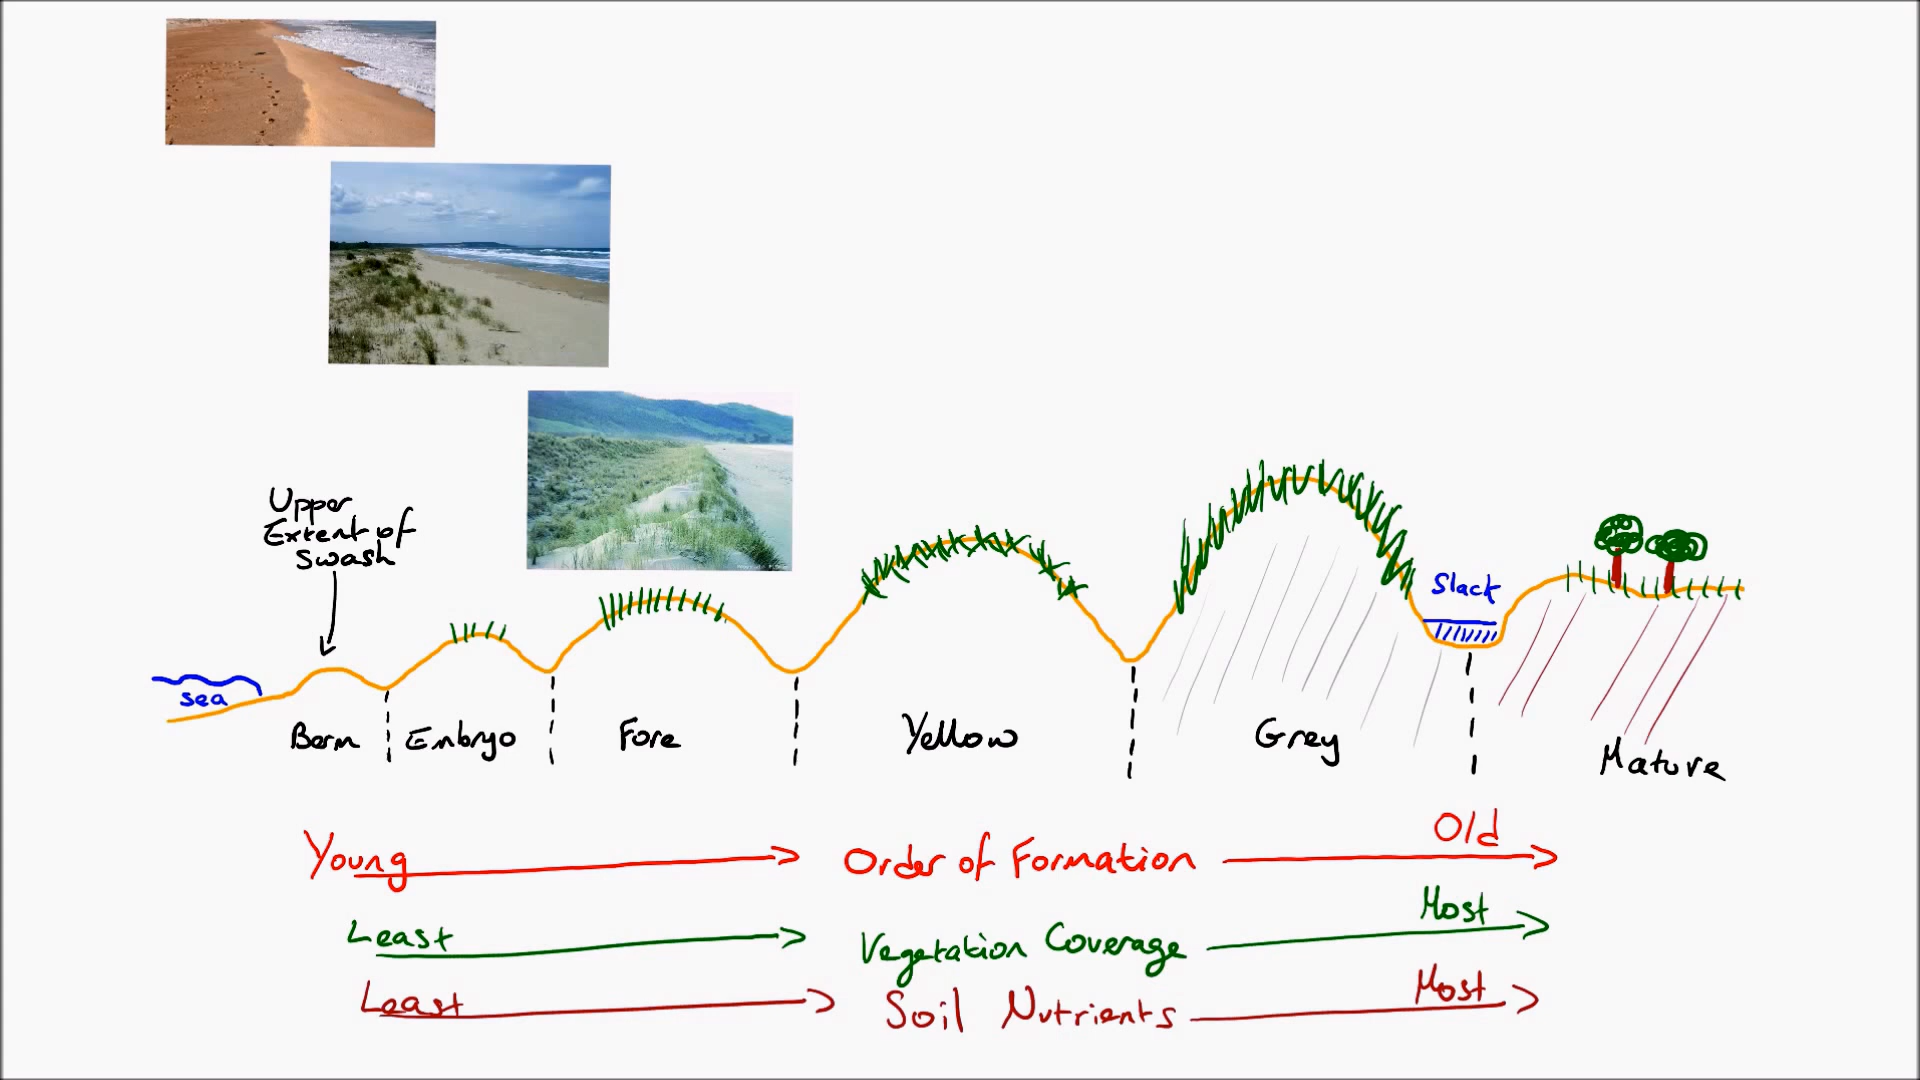 Upper
Extent of
Swash
Slack
sea
Berm
Embryo
Fore
Yellow
Grey
Mature
Young
Order of Formation
Old
Least
Vegetation Coverage
Most
Least
Soil Nutrients
Most